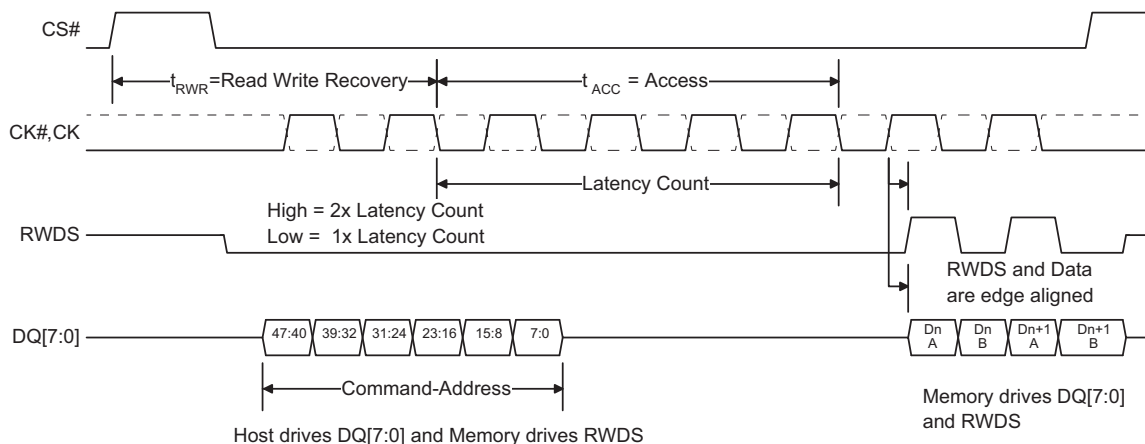 CS#
t RWR =Read Write Recovery
t ACC = Access
CK#,CK
Latency Count
High = 2x Latency Count
Low = 1x Latency Count
RWDS
RWDS and Data
are edge aligned
DQ[7:0]
47:40 39:32 31:24 23:16 15:8 7:0
Dn A
Dn B
Dn+1 A
Dn+1 B
Command-Address
Memory drives DQ[7:0]
and RWDS
Host drives DQ[7:0] and Memory drives RWDS